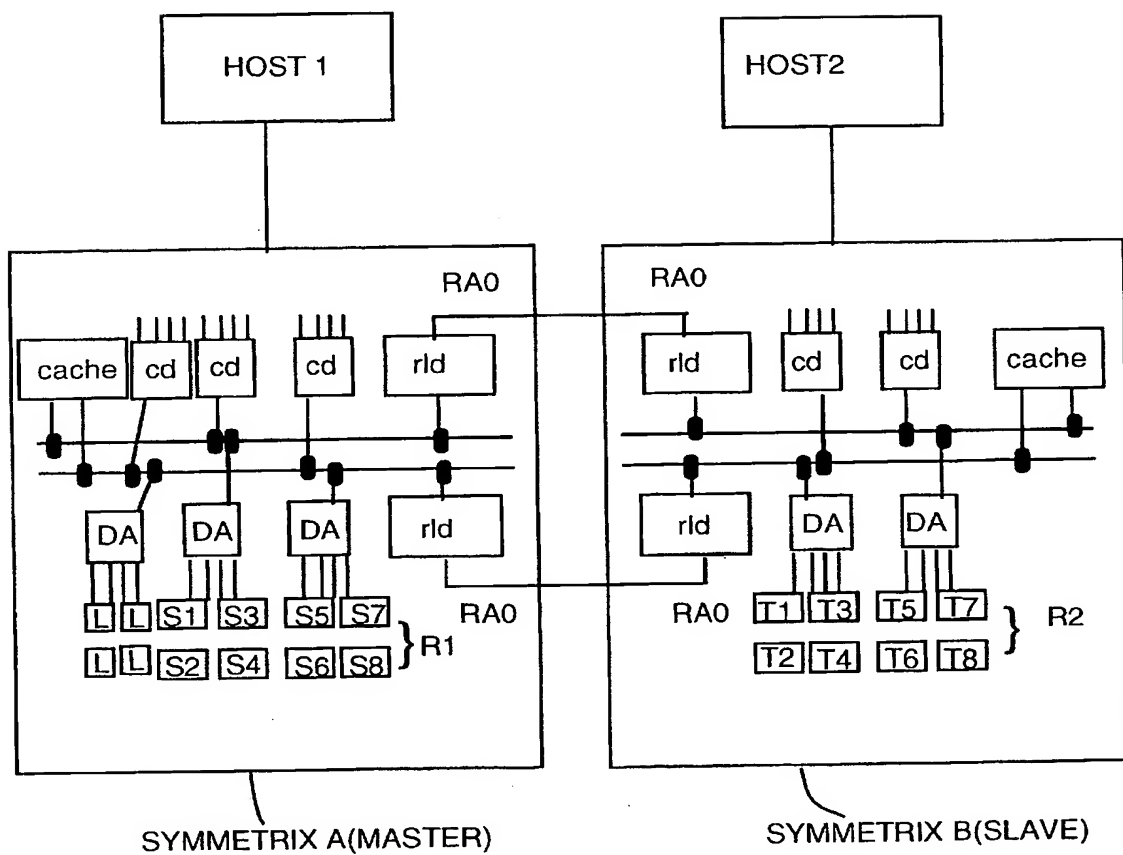 HOST 1
HOST2
RA0
RA0
cache
cd
cd
cd
rld
rld
cd
cd
cache
DA
DA
DA
rld
rld
DA
DA
L
L
S1
S3
S5
S7
RA0
RA0
T1
T3
T5
T7
R1
R2
L
L
S2
S4
S6
S8
T2
T4
T6
T8
SYMMETRIX A(MASTER)
SYMMETRIX B(SLAVE)